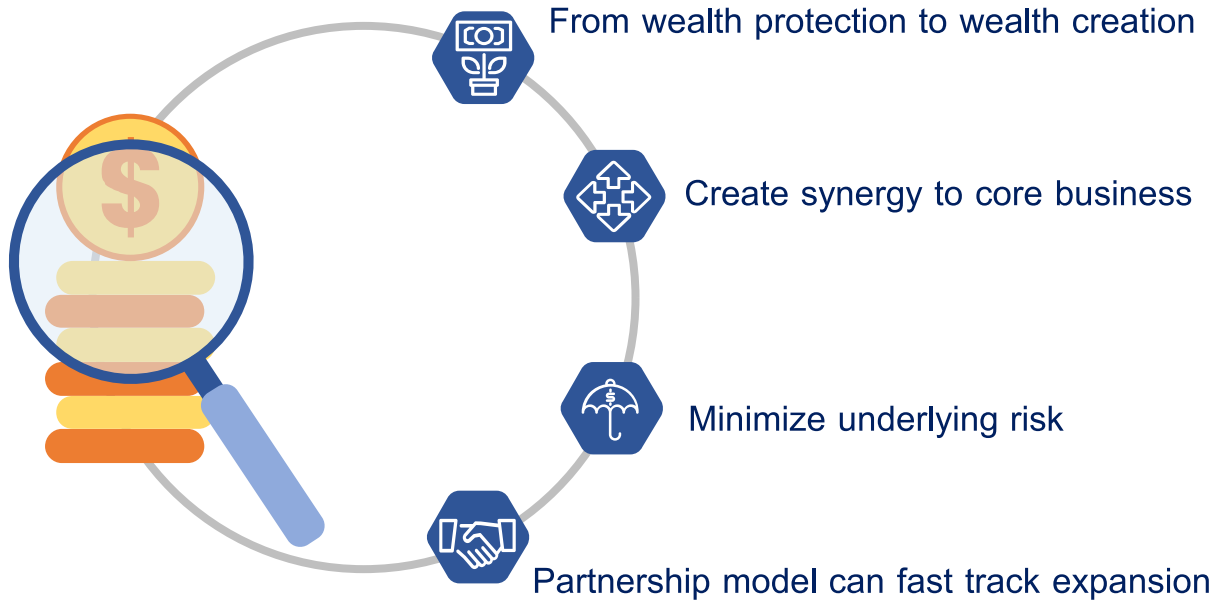 From wealth protection to wealth creation
$
Create synergy to core business
$
Minimize underlying risk
Partnership model can fast track expansion